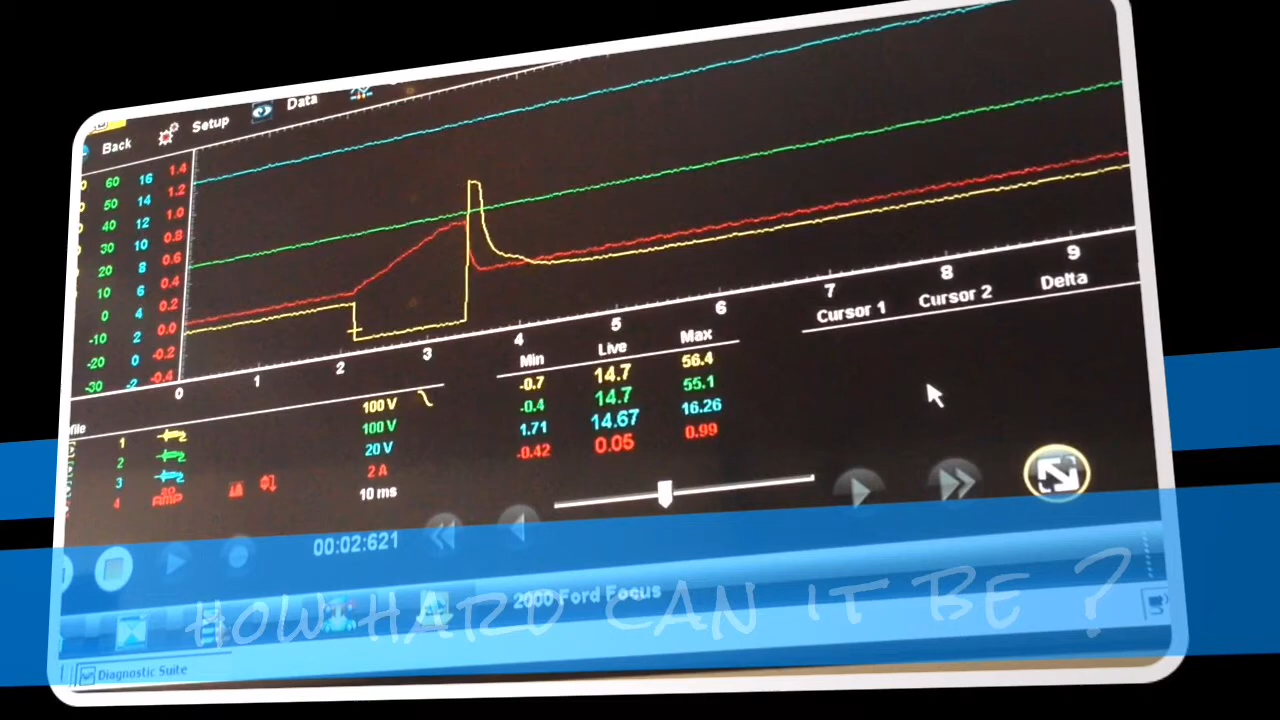 Back Setup Data
60 16 1.4
50 14 1.2
40 12 1.0
30 10 0.8
20 8 0.6
10 6 0.4
0 4 0.2
-10 2 0.0
-20 0 -0.2
-30 -2 -0.4
0 1 2 3 4 5 6 7 8 9
Min Live Max Cursor 1 Cursor 2 Delta
1 100 V -0.7 14.7 56.4
2 100 V -0.4 14.7 55.1
3 20 V 1.71 14.67 16.26
4 20 AMP 2 A -0.42 0.05 0.99
10 ms
00:02:621
2000 Ford Focus
HOW HARD CAN IT BE ?
Diagnostic Suite